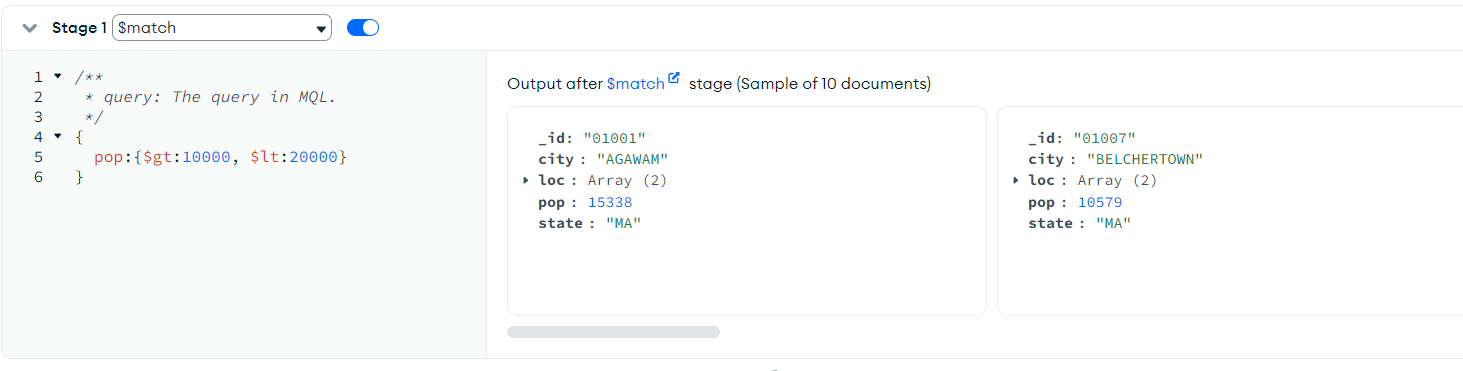 Stage 1 $match
1 /**
2 * query: The query in MQL.
3 */
4 {
5 pop:{$gt:10000, $lt:20000}
6 }
Output after $match stage (Sample of 10 documents)
_id: "01001"
city : "AGAWAM"
loc : Array (2)
pop : 15338
state : "MA"
_id: "01007"
city : "BELCHERTOWN"
loc : Array (2)
pop : 10579
state : "MA"